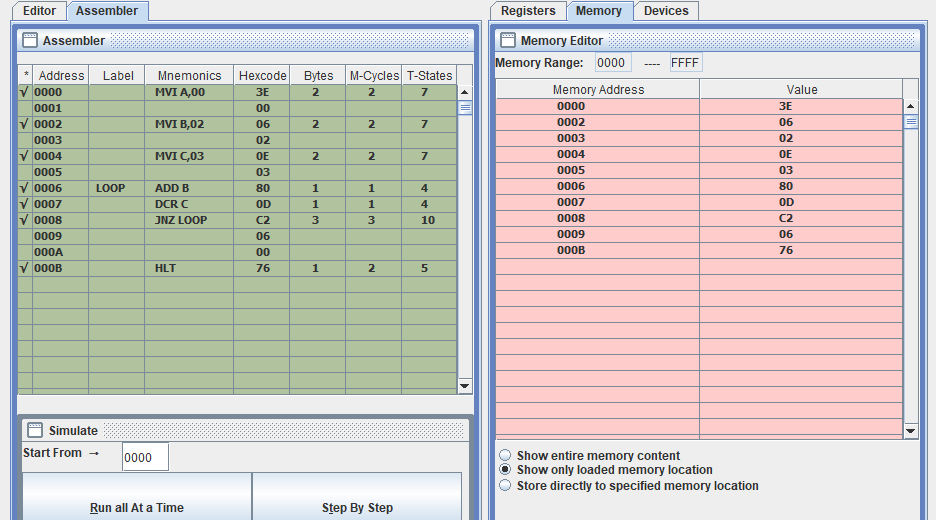 Editor Assembler
Assembler
* Address Label Mnemonics Hexcode Bytes M-Cycles T-States
√ 0000 MVI A,00 3E 2 2 7
0001 00
√ 0002 MVI B,02 06 2 2 7
0003 02
√ 0004 MVI C,03 0E 2 2 7
0005 03
√ 0006 LOOP ADD B 80 1 1 4
√ 0007 DCR C 0D 1 1 4
√ 0008 JNZ LOOP C2 3 3 10
0009 06
000A 00
√ 000B HLT 76 1 2 5
Simulate
Start From → 0000
Run all At a Time Step By Step
Registers Memory Devices
Memory Editor
Memory Range: 0000 ---- FFFF
Memory Address Value
0000 3E
0002 06
0003 02
0004 0E
0005 03
0006 80
0007 0D
0008 C2
0009 06
000B 76
Show entire memory content
Show only loaded memory location
Store directly to specified memory location